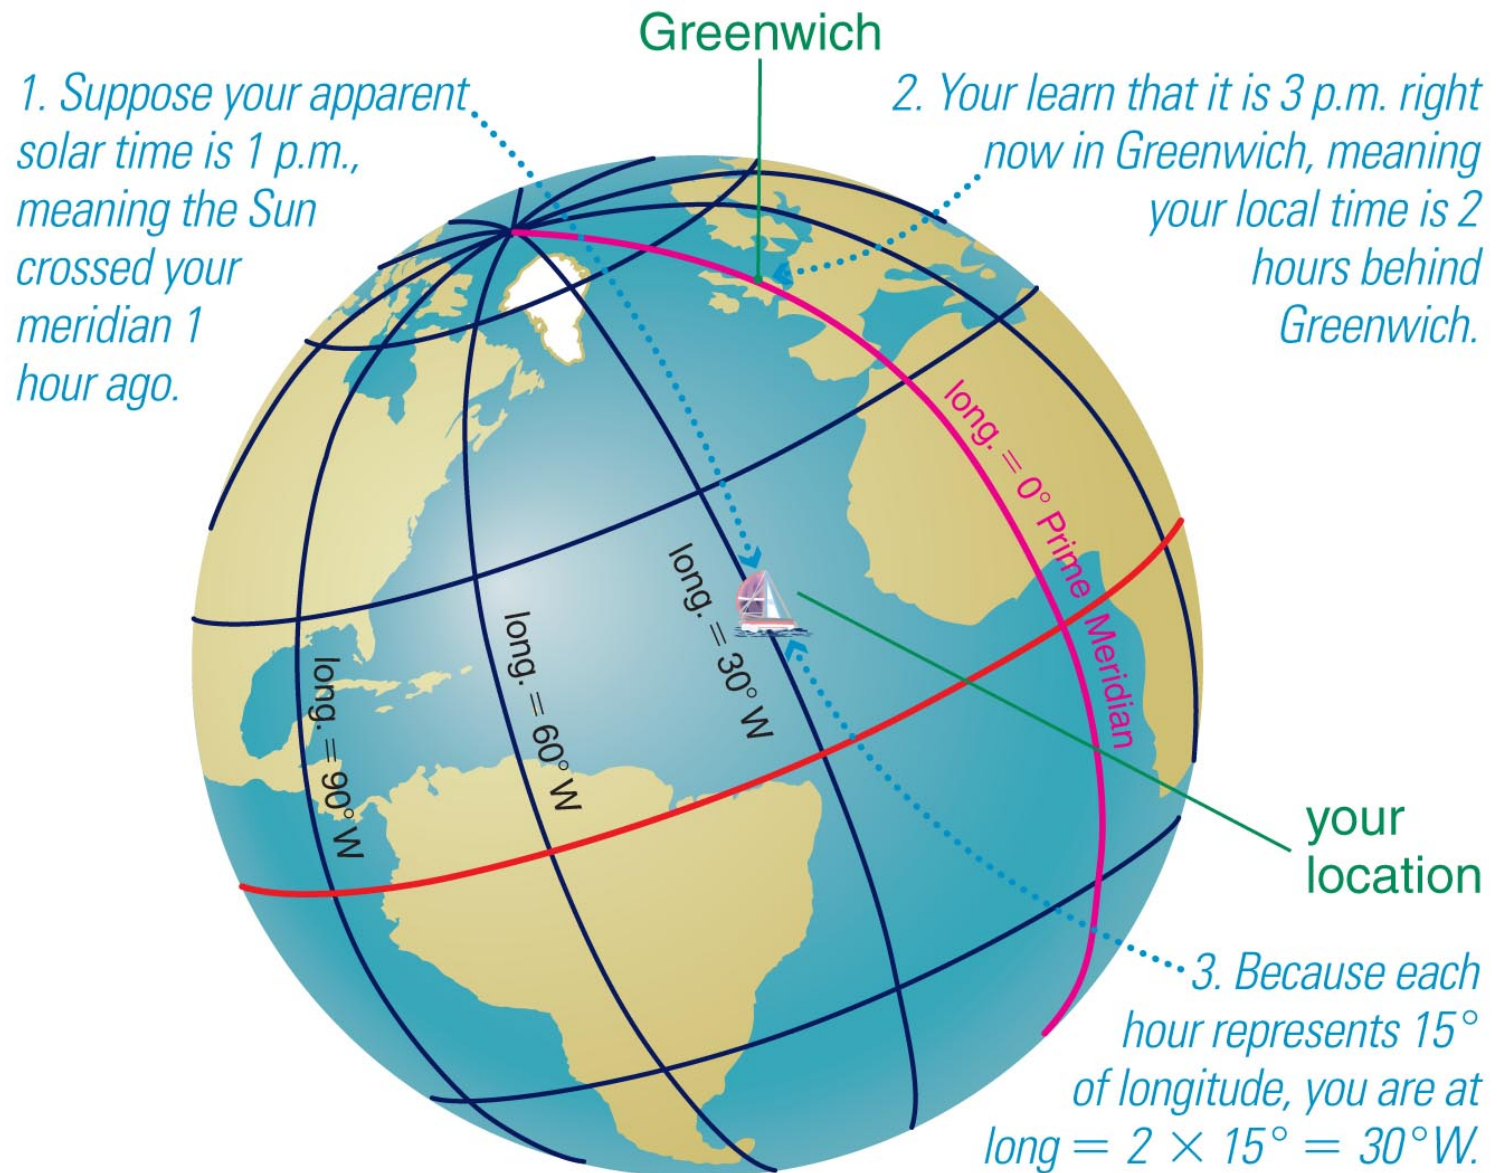 Greenwich
1. Suppose your apparent
solar time is 1 p.m.,
meaning the Sun
crossed your
meridian 1
hour ago.
2. Your learn that it is 3 p.m. right
now in Greenwich, meaning
your local time is 2
hours behind
Greenwich.
long. = 0° Prime Meridian
long. = 30° W
long. = 60° W
long. = 90° W
your
location
3. Because each
hour represents 15°
of longitude, you are at
long = 2 × 15° = 30°W.